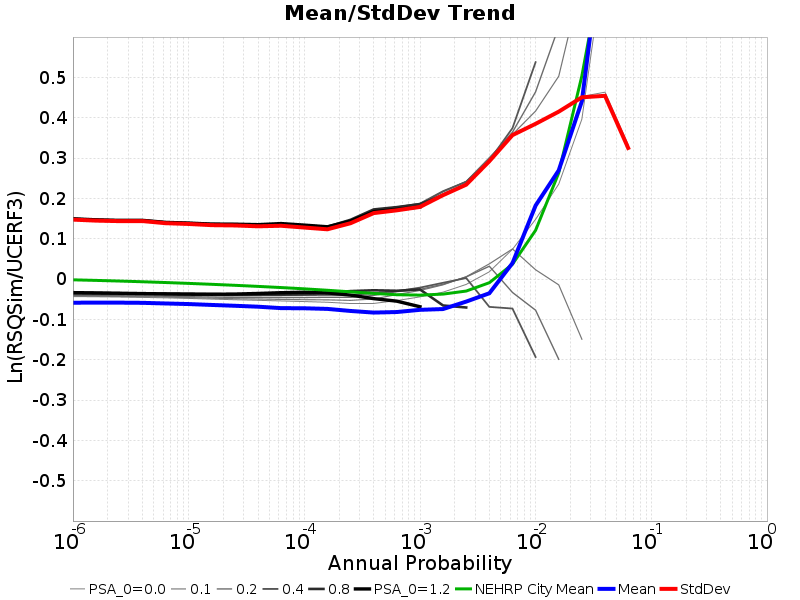 Mean/StdDev Trend
Ln(RSQSim/UCERF3)
0.5
0.4
0.3
0.2
0.1
0
-0.1
-0.2
-0.3
-0.4
-0.5
10^-6 10^-5 10^-4 10^-3 10^-2 10^-1 10^0
Annual Probability
PSA_0=0.0 0.1 0.2 0.4 0.8 PSA_0=1.2 NEHRP City Mean Mean StdDev